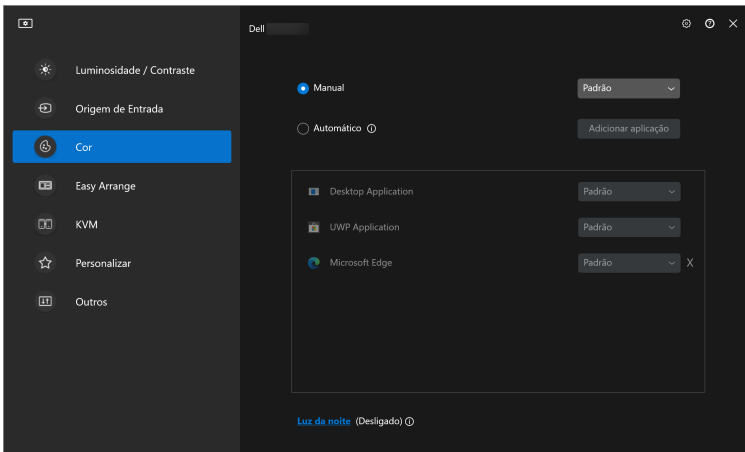 Dell
Luminosidade / Contraste
Origem de Entrada
Cor
Easy Arrange
KVM
Personalizar
Outros
Manual
Padrão
Automático
Adicionar aplicação
Desktop Application
Padrão
UWP Application
Padrão
Microsoft Edge
Padrão
X
Luz da noite (Desligado)